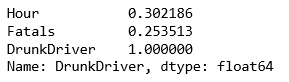 Hour          0.302186
Fatals        0.253513
DrunkDriver   1.000000
Name: DrunkDriver, dtype: float64